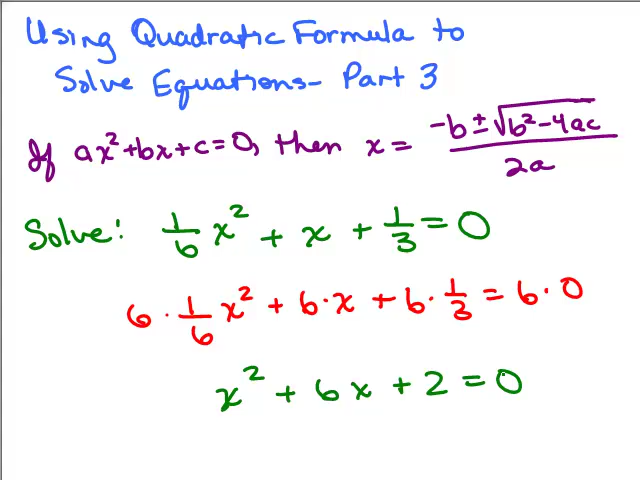 Using Quadratic Formula to
Solve Equations- Part 3
If ax²+bx+c=0, then x = (-b ± √(b²-4ac))/(2a)
Solve: 1/6 x² + x + 1/3 = 0
6 · 1/6 x² + 6·x + 6 · 1/3 = 6·0
x² + 6x + 2 = 0